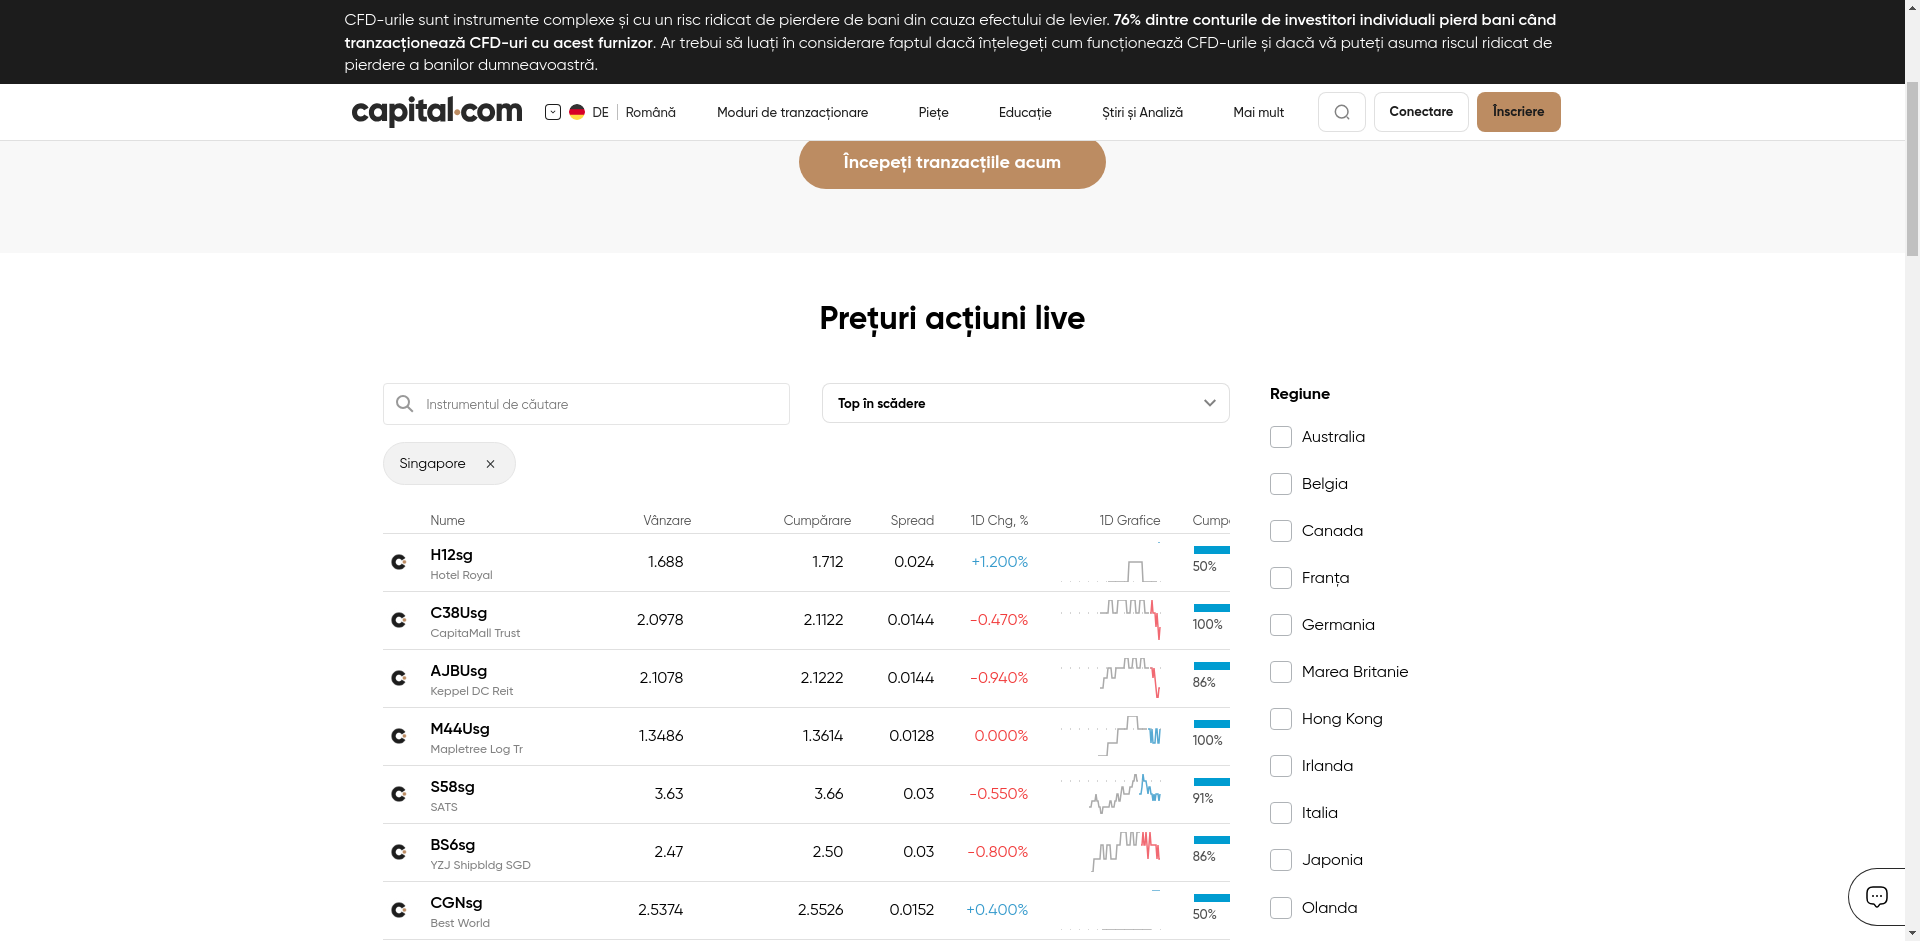 CFD-urile sunt instrumente complexe și cu un risc ridicat de pierdere de bani din cauza efectului de levier. 76% dintre conturile de investitori individuali pierd bani când
tranzacționează CFD-uri cu acest furnizor. Ar trebui să luați în considerare faptul dacă înțelegeți cum funcționează CFD-urile și dacă vă puteți asuma riscul ridicat de
pierdere a banilor dumneavoastră.
capital.com DE Română Moduri de tranzacționare Piețe Educație Știri și Analiză Mai mult Conectare Înscriere
Începeți tranzacțiile acum
Prețuri acțiuni live
Instrumentul de căutare
Top în scădere
Singapore
Nume Vânzare Cumpărare Spread 1D Chg, % 1D Grafice
H12sg 1.688 1.712 0.024 +1.200% 50%
Hotel Royal
C38Usg 2.0978 2.1122 0.0144 -0.470% 100%
CapitaMall Trust
AJBUsg 2.1078 2.1222 0.0144 -0.940% 86%
Keppel DC Reit
M44Usg 1.3486 1.3614 0.0128 0.000% 100%
Mapletree Log Tr
S58sg 3.63 3.66 0.03 -0.550% 91%
SATS
BS6sg 2.47 2.50 0.03 -0.800% 86%
YZJ Shipbldg SGD
CGNsg 2.5374 2.5526 0.0152 +0.400% 50%
Best World
Regiune
Australia
Belgia
Canada
Franța
Germania
Marea Britanie
Hong Kong
Irlanda
Italia
Japonia
Olanda